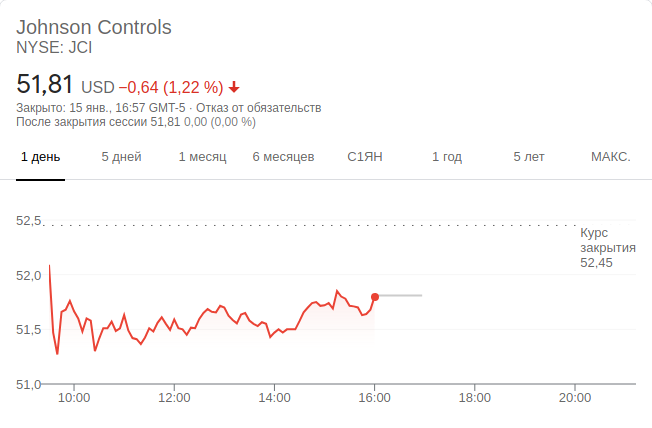 Johnson Controls
NYSE: JCI
51,81 USD −0,64 (1,22 %)
Закрыто: 15 янв., 16:57 GMT-5 · Отказ от обязательств
После закрытия сессии 51,81 0,00 (0,00 %)
1 день 5 дней 1 месяц 6 месяцев С1ЯН 1 год 5 лет МАКС.
52,5
Курс
закрытия
52,45
52,0
51,5
51,0
10:00 12:00 14:00 16:00 18:00 20:00